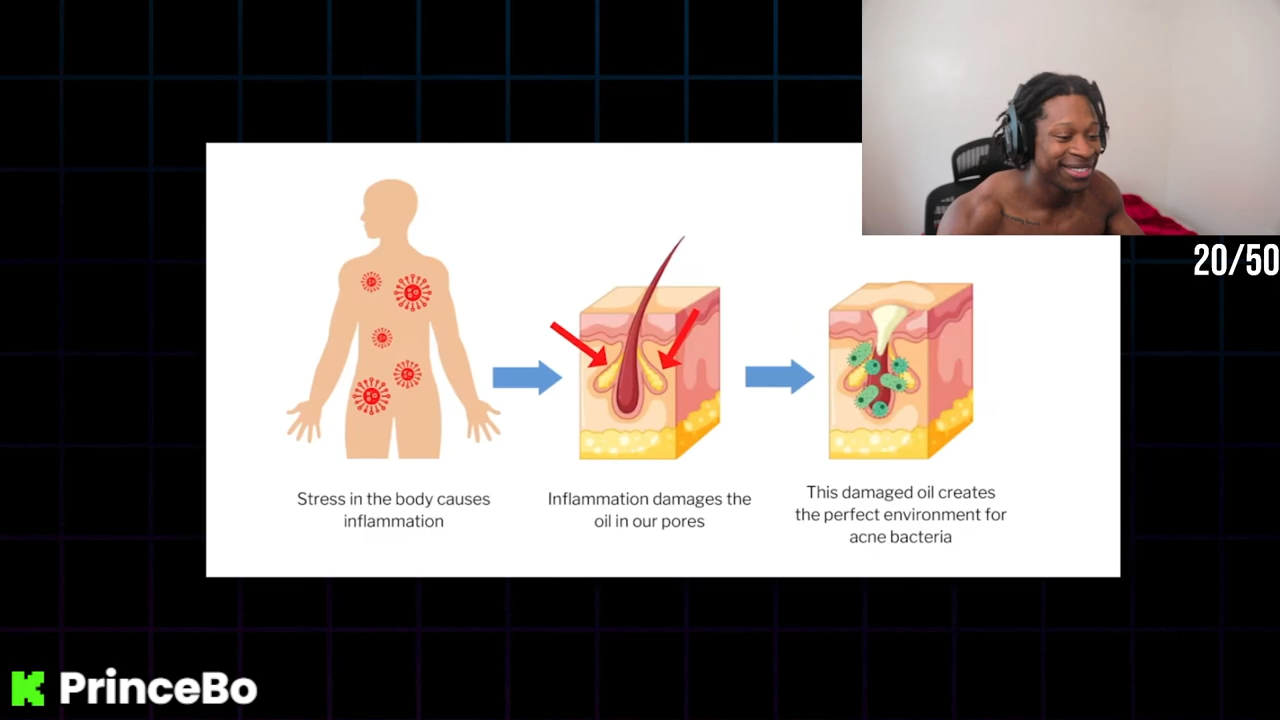 20/50
Stress in the body causes
inflammation
Inflammation damages the
oil in our pores
This damaged oil creates
the perfect environment for
acne bacteria
PrinceBo